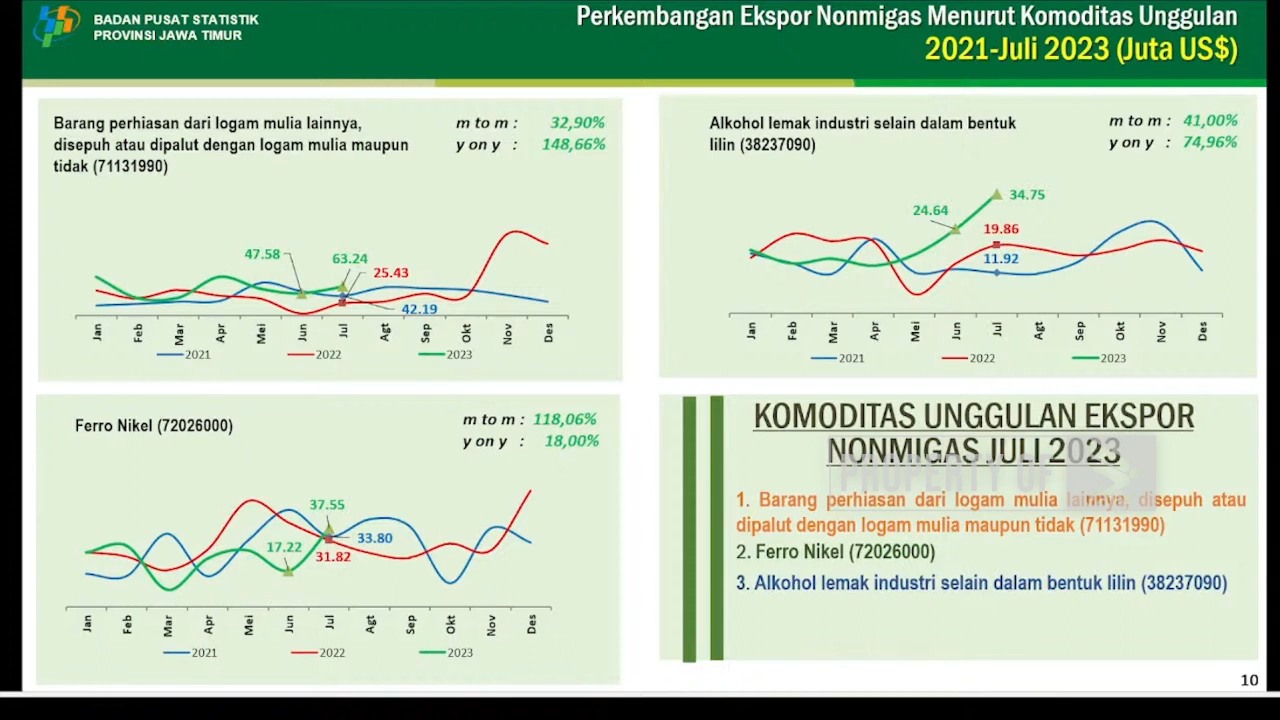 BADAN PUSAT STATISTIK
PROVINSI JAWA TIMUR
Perkembangan Ekspor Nonmigas Menurut Komoditas Unggulan
2021-Juli 2023 (Juta US$)
Barang perhiasan dari logam mulia lainnya,
disepuh atau dipalut dengan logam mulia maupun
tidak (71131990)
m to m : 32,90%
y on y : 148,66%
47.58
63.24
25.43
42.19
Jan Feb Mar Apr Mei Jun Jul Agt Sep Okt Nov Des
2021 2022 2023
Alkohol lemak industri selain dalam bentuk
lilin (38237090)
m to m : 41,00%
y on y : 74,96%
24.64
34.75
19.86
11.92
Jan Feb Mar Apr Mei Jun Jul Agt Sep Okt Nov Des
2021 2022 2023
Ferro Nikel (72026000)
m to m : 118,06%
y on y : 18,00%
37.55
17.22
33.80
31.82
Jan Feb Mar Apr Mei Jun Jul Agt Sep Okt Nov Des
2021 2022 2023
KOMODITAS UNGGULAN EKSPOR
NONMIGAS JULI 2023
PROPERTY OF
1. Barang perhiasan dari logam mulia lainnya, disepuh atau
dipalut dengan logam mulia maupun tidak (71131990)
2. Ferro Nikel (72026000)
3. Alkohol lemak industri selain dalam bentuk lilin (38237090)
10